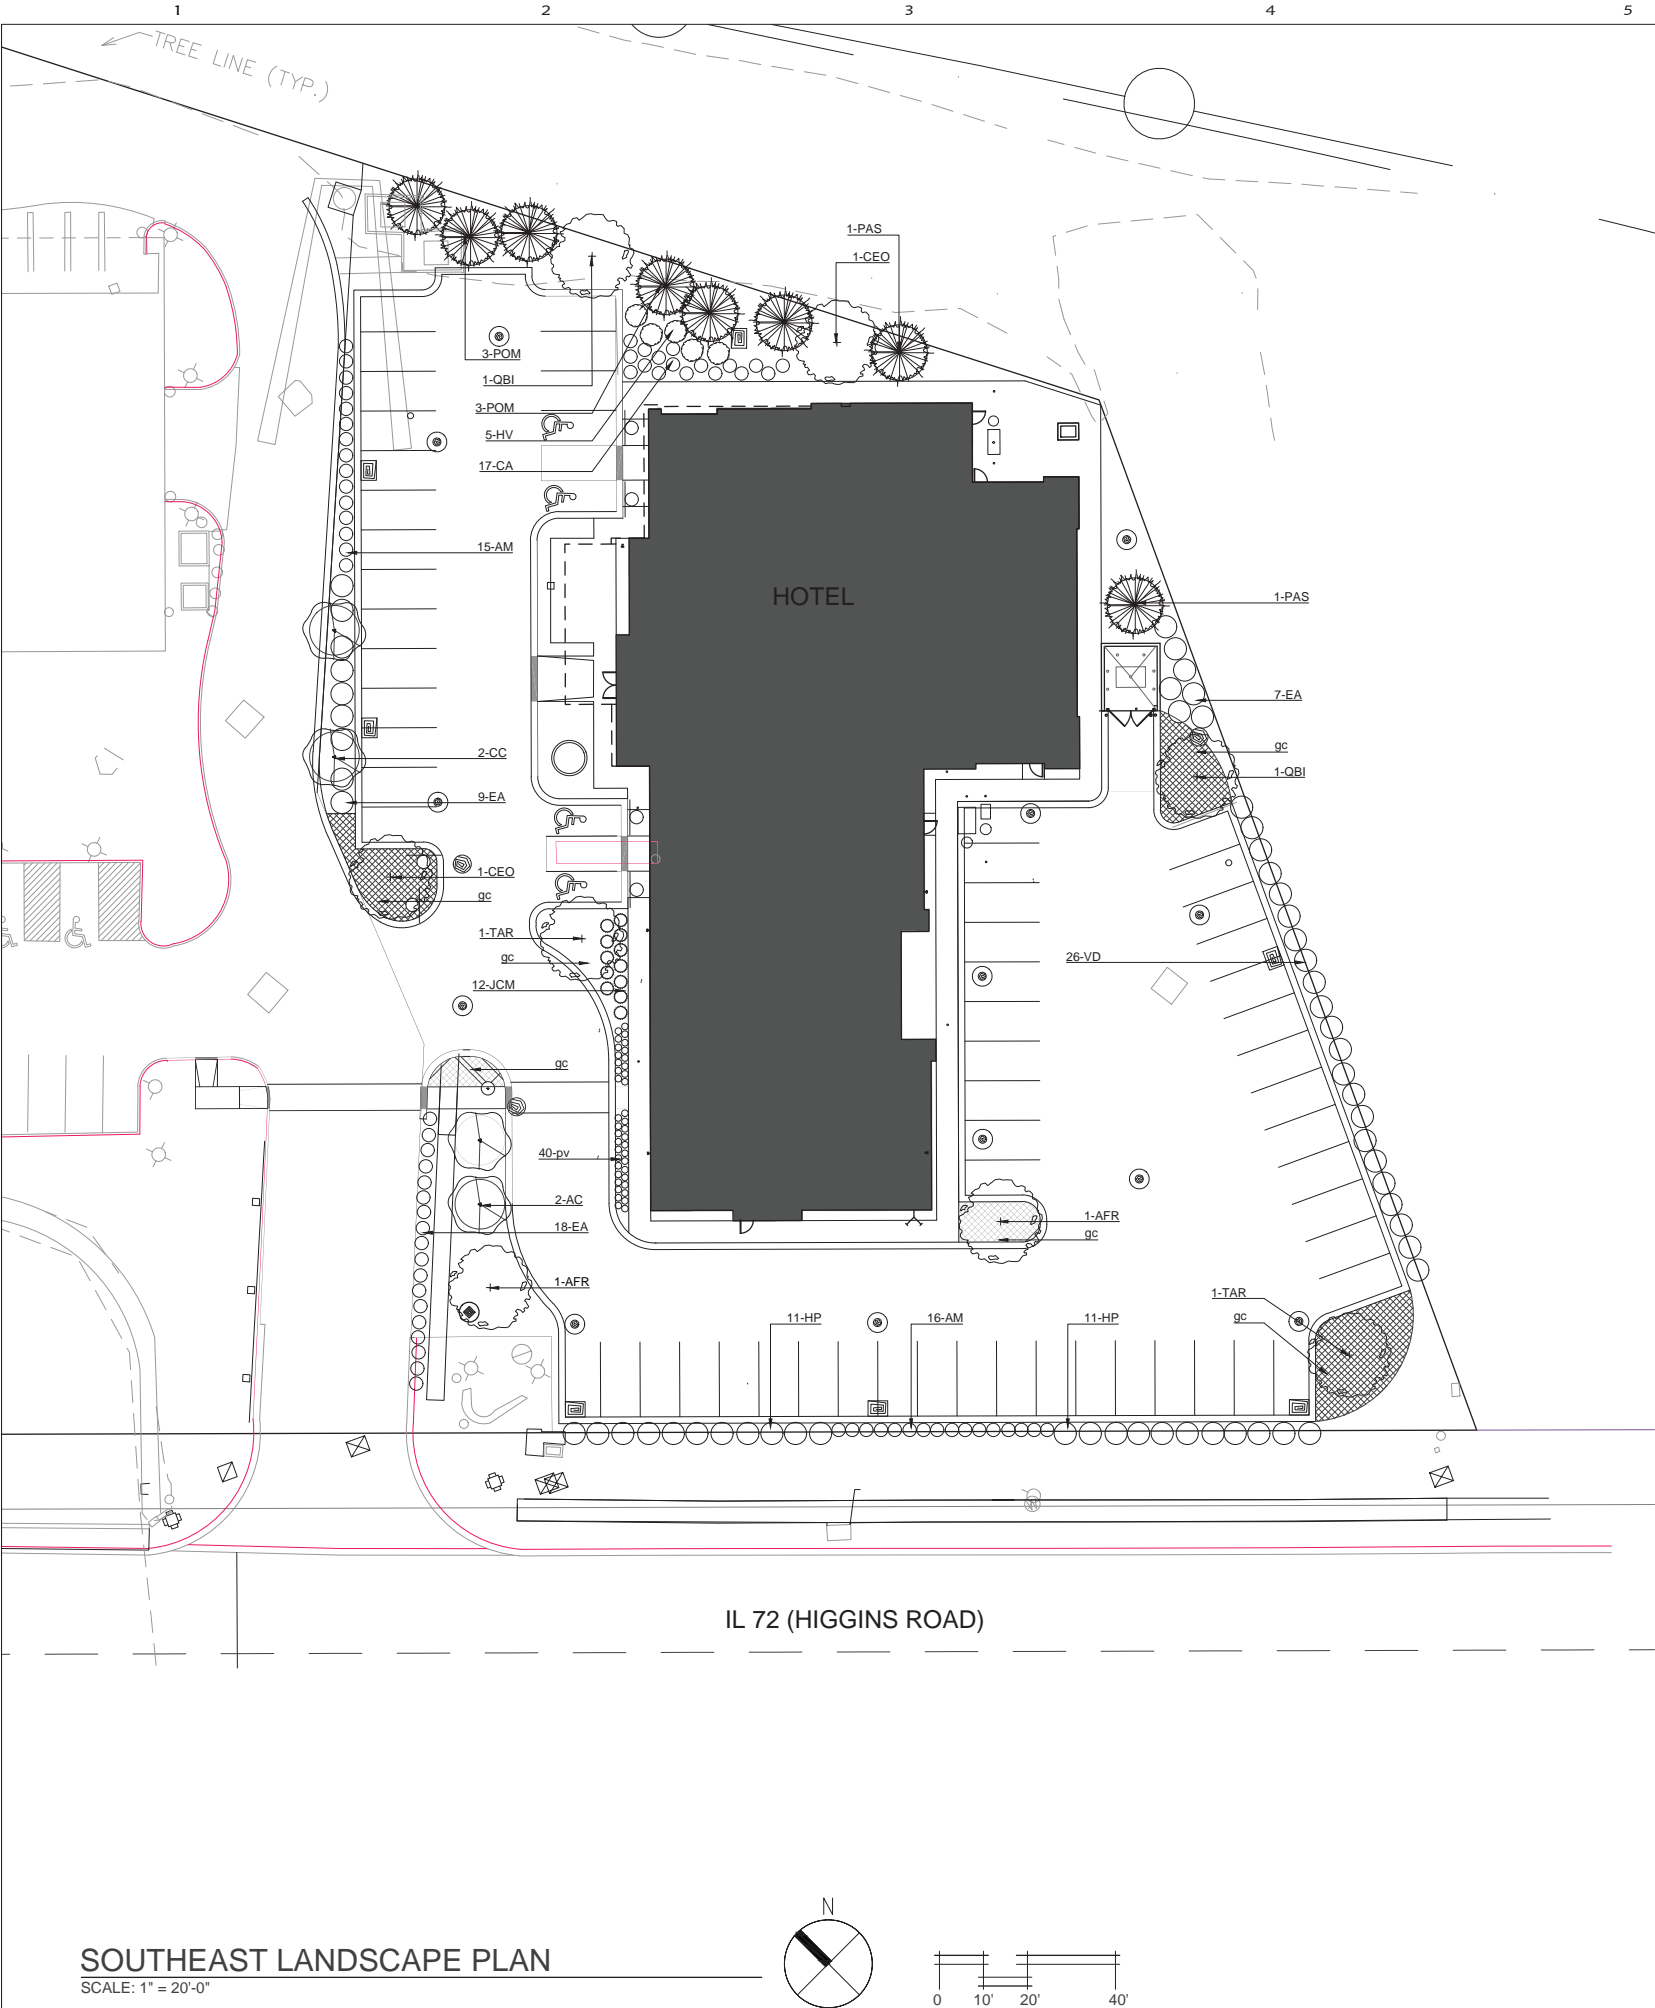 1 2 3 4 5
TREE LINE (TYP.)
1-PAS
1-CEO
3-POM
1-QBI
3-POM
5-HV
17-CA
15-AM
HOTEL
1-PAS
7-EA
gc
1-QBI
2-CC
9-EA
1-CEO
gc
1-TAR
gc
12-JCM
26-VD
gc
40-pv
2-AC
18-EA
1-AFR
gc
1-AFR
1-TAR
gc
11-HP
16-AM
11-HP
IL 72 (HIGGINS ROAD)
N
SOUTHEAST LANDSCAPE PLAN
SCALE: 1" = 20'-0"
0 10' 20' 40'